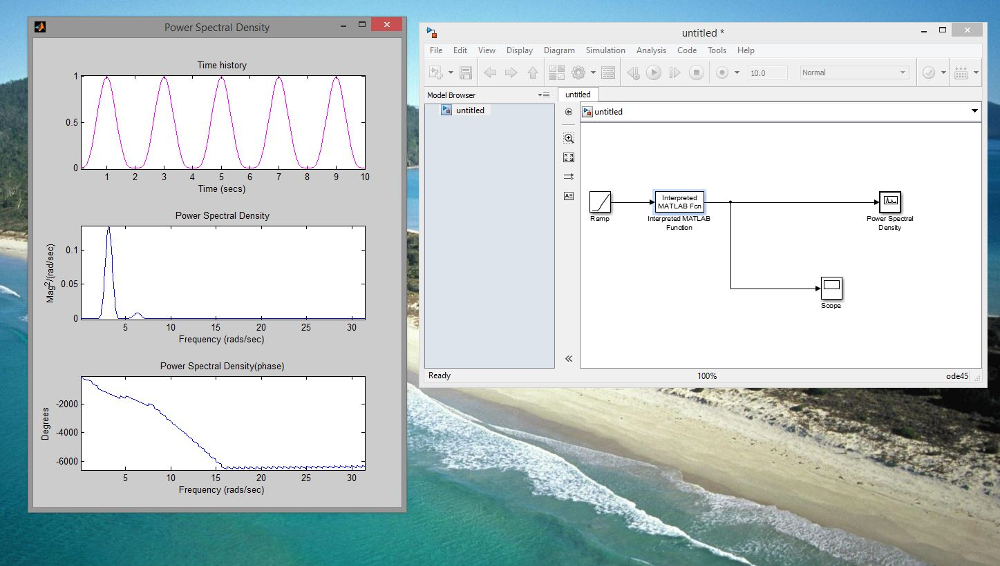 Power Spectral Density
Time history
1
0.5
0
1 2 3 4 5 6 7 8 9 10
Time (secs)
Power Spectral Density
Mag²/(rad/sec)
0.1
0.05
0
5 10 15 20 25 30
Frequency (rads/sec)
Power Spectral Density(phase)
Degrees
-2000
-4000
-6000
5 10 15 20 25 30
Frequency (rads/sec)
untitled *
File Edit View Display Diagram Simulation Analysis Code Tools Help
10.0 Normal
Model Browser
untitled
untitled
untitled
Ramp
Interpreted
MATLAB Fcn
Interpreted MATLAB
Function
Power Spectral
Density
Scope
Ready 100% ode45